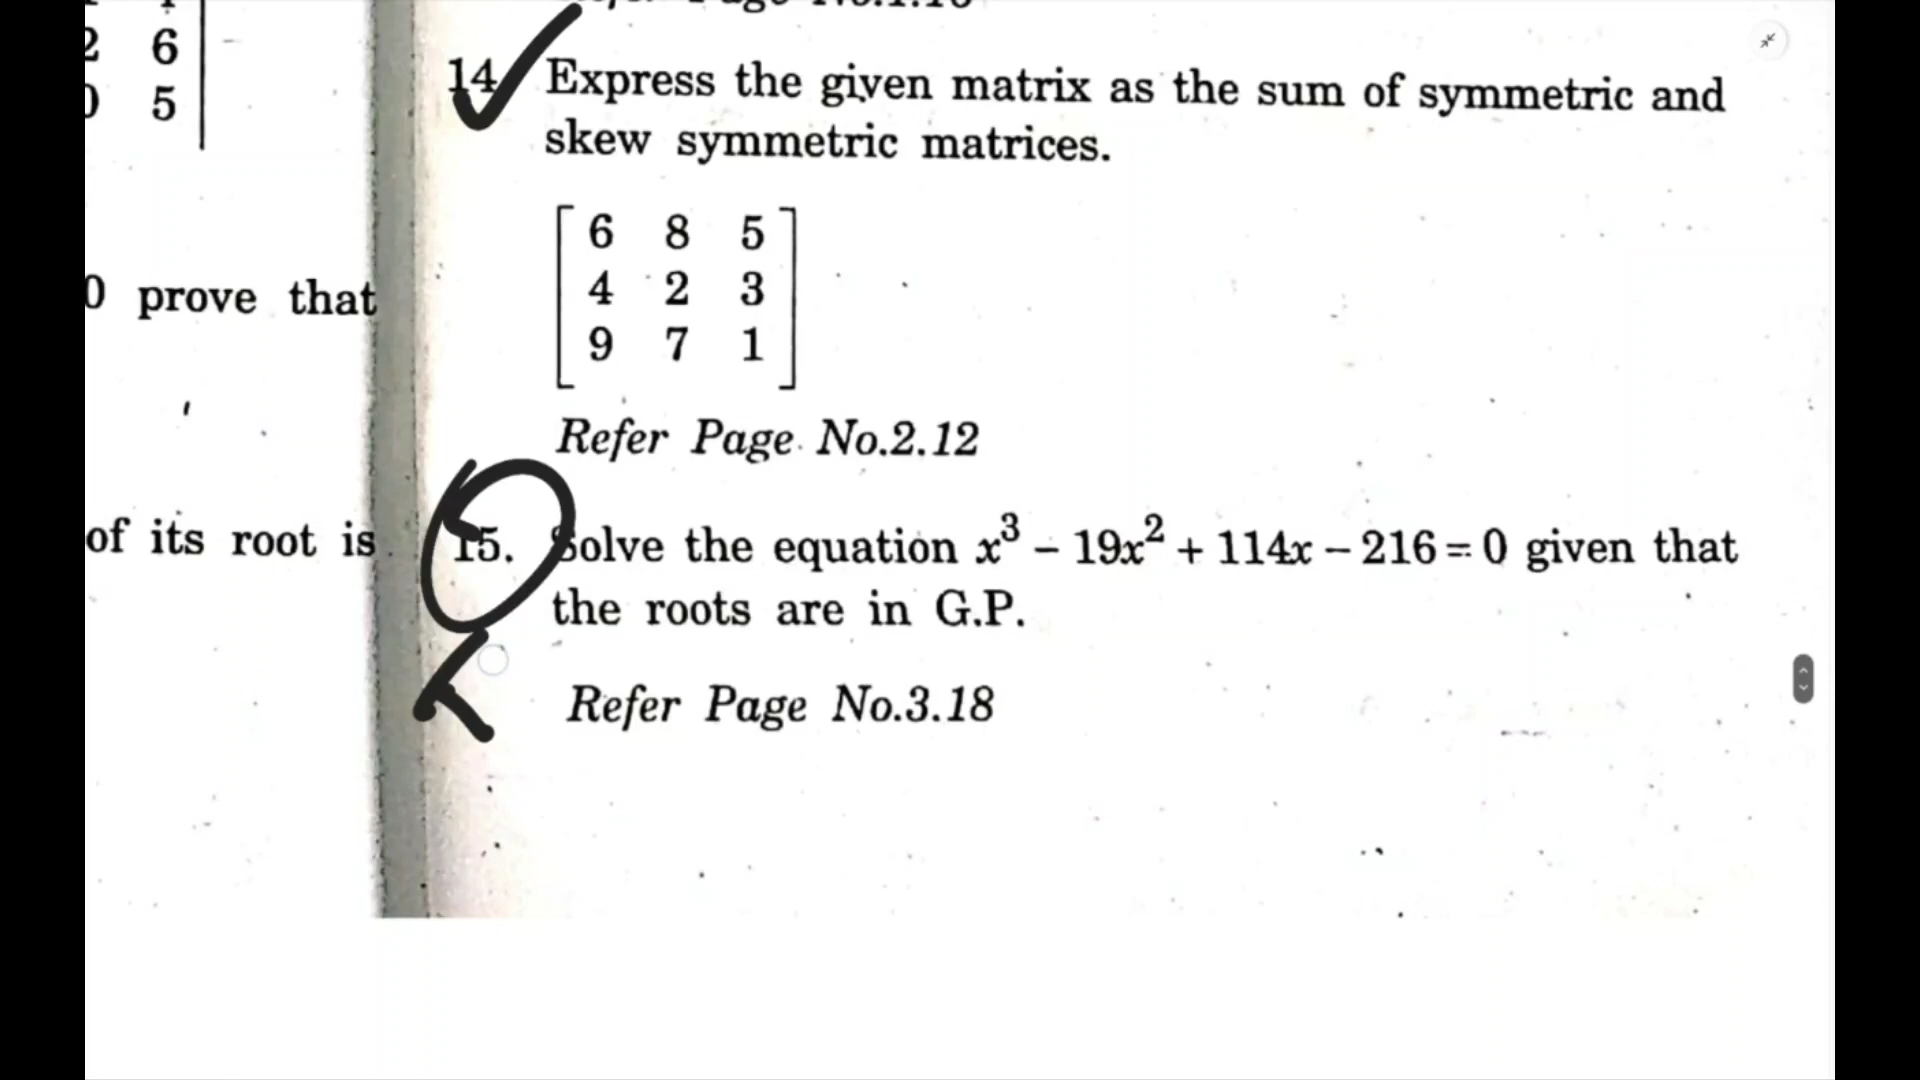 2 6
0 5
0 prove that
of its root is
14. Express the given matrix as the sum of symmetric and
skew symmetric matrices.
6 8 5
4 2 3
9 7 1
Refer Page No.2.12
15. Solve the equation x³ – 19x² + 114x – 216 = 0 given that
the roots are in G.P.
Refer Page No.3.18